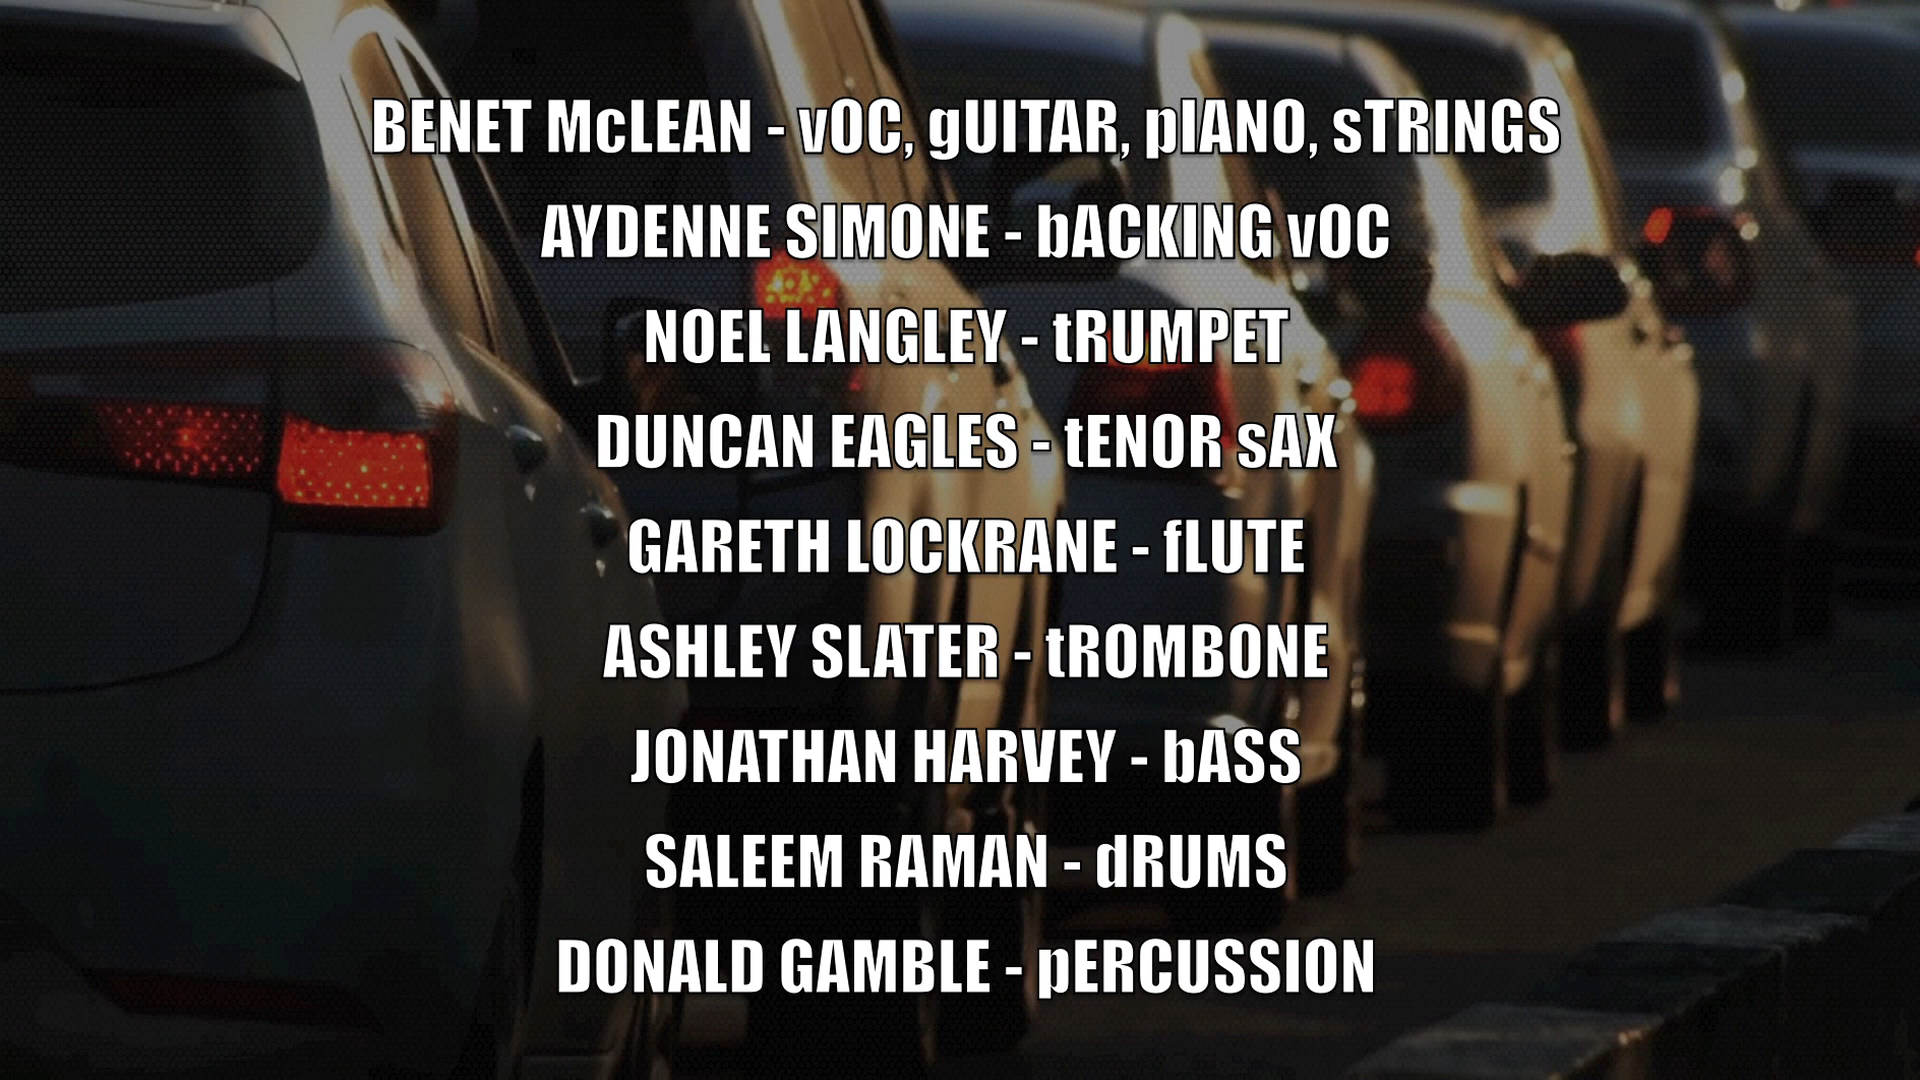 BENET McLEAN - vOC, gUITAR, pIANO, sTRINGS
AYDENNE SIMONE - bACKING vOC
NOEL LANGLEY - tRUMPET
DUNCAN EAGLES - tENOR sAX
GARETH LOCKRANE - fLUTE
ASHLEY SLATER - tROMBONE
JONATHAN HARVEY - bASS
SALEEM RAMAN - dRUMS
DONALD GAMBLE - pERCUSSION